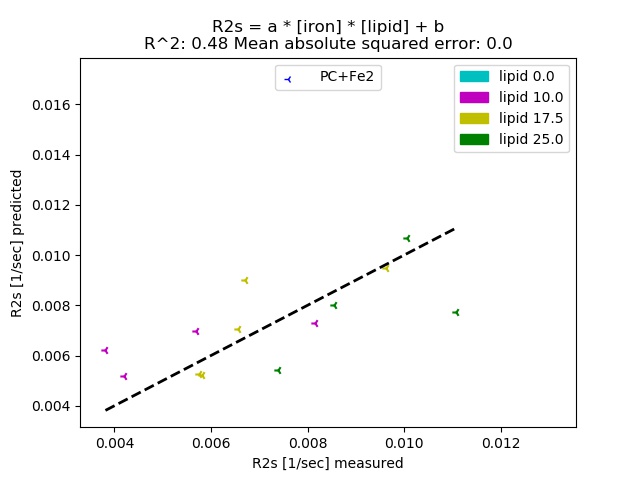 R2s = a * [iron] * [lipid] + b
R^2: 0.48 Mean absolute squared error: 0.0
PC+Fe2
lipid 0.0
lipid 10.0
lipid 17.5
lipid 25.0
R2s [1/sec] predicted
0.016
0.014
0.012
0.010
0.008
0.006
0.004
0.004 0.006 0.008 0.010 0.012
R2s [1/sec] measured